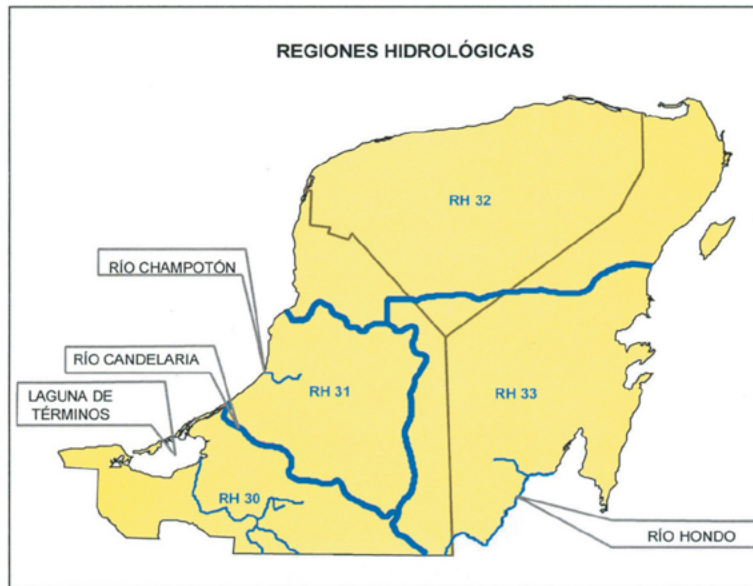 REGIONES HIDROLÓGICAS
RH 32
RÍO CHAMPOTÓN
RÍO CANDELARIA
LAGUNA DE
TÉRMINOS
RH 31
RH 33
RH 30
RÍO HONDO